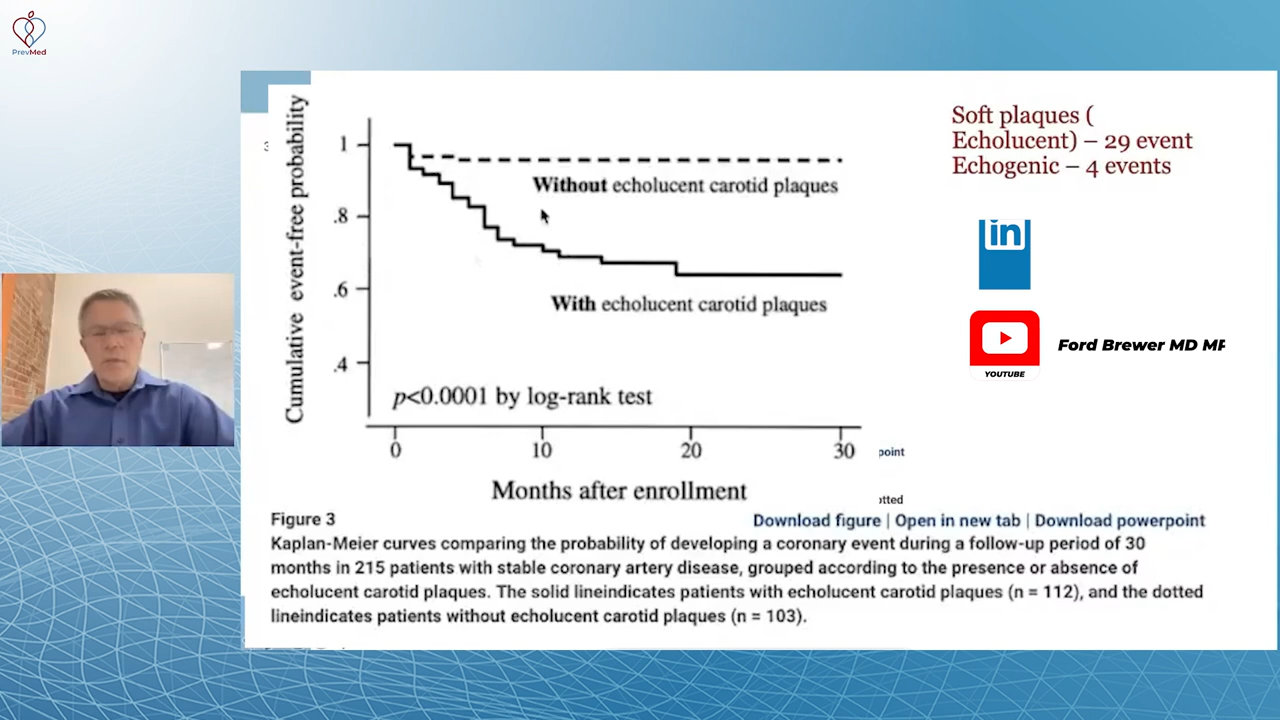 PrevMed
Soft plaques (
Echolucent) – 29 event
Echogenic – 4 events
in
YOUTUBE
Ford Brewer MD MP
Cumulative event-free probability
1
.8
.6
.4
Without echolucent carotid plaques
With echolucent carotid plaques
p<0.0001 by log-rank test
0 10 20 30
Months after enrollment
Figure 3
Download figure | Open in new tab | Download powerpoint
Kaplan-Meier curves comparing the probability of developing a coronary event during a follow-up period of 30
months in 215 patients with stable coronary artery disease, grouped according to the presence or absence of
echolucent carotid plaques. The solid lineindicates patients with echolucent carotid plaques (n = 112), and the dotted
lineindicates patients without echolucent carotid plaques (n = 103).